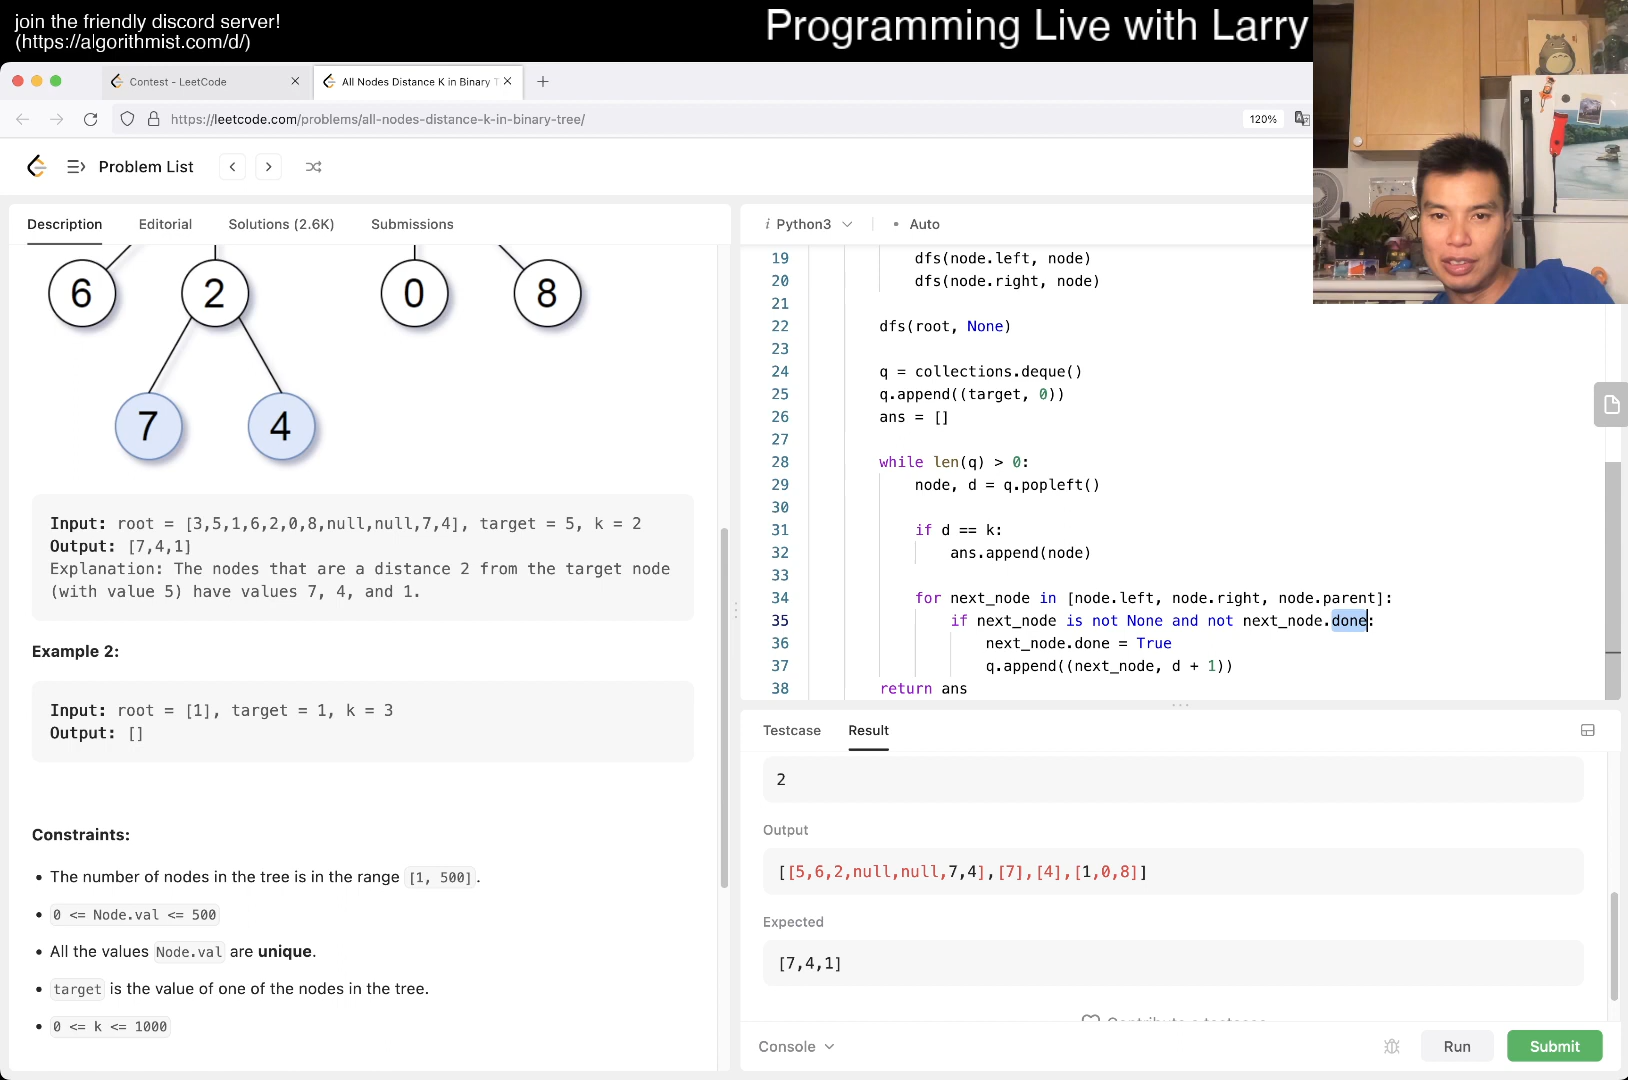 join the friendly discord server!
(https://algorithmist.com/d/)
Programming Live with Larry
Contest - LeetCode
All Nodes Distance K in Binary T
https://leetcode.com/problems/all-nodes-distance-k-in-binary-tree/
120%
Problem List
Description
Editorial
Solutions (2.6K)
Submissions
6
2
0
8
7
4
Input: root = [3,5,1,6,2,0,8,null,null,7,4], target = 5, k = 2
Output: [7,4,1]
Explanation: The nodes that are a distance 2 from the target node
(with value 5) have values 7, 4, and 1.
Example 2:
Input: root = [1], target = 1, k = 3
Output: []
Constraints:
• The number of nodes in the tree is in the range [1, 500].
• 0 <= Node.val <= 500
• All the values Node.val are unique.
• target is the value of one of the nodes in the tree.
• 0 <= k <= 1000
i Python3
• Auto
19 dfs(node.left, node)
20 dfs(node.right, node)
21
22 dfs(root, None)
23
24 q = collections.deque()
25 q.append((target, 0))
26 ans = []
27
28 while len(q) > 0:
29 node, d = q.popleft()
30
31 if d == k:
32 ans.append(node)
33
34 for next_node in [node.left, node.right, node.parent]:
35 if next_node is not None and not next_node.done:
36 next_node.done = True
37 q.append((next_node, d + 1))
38 return ans
Testcase
Result
2
Output
[[5,6,2,null,null,7,4],[7],[4],[1,0,8]]
Expected
[7,4,1]
Console
Run
Submit